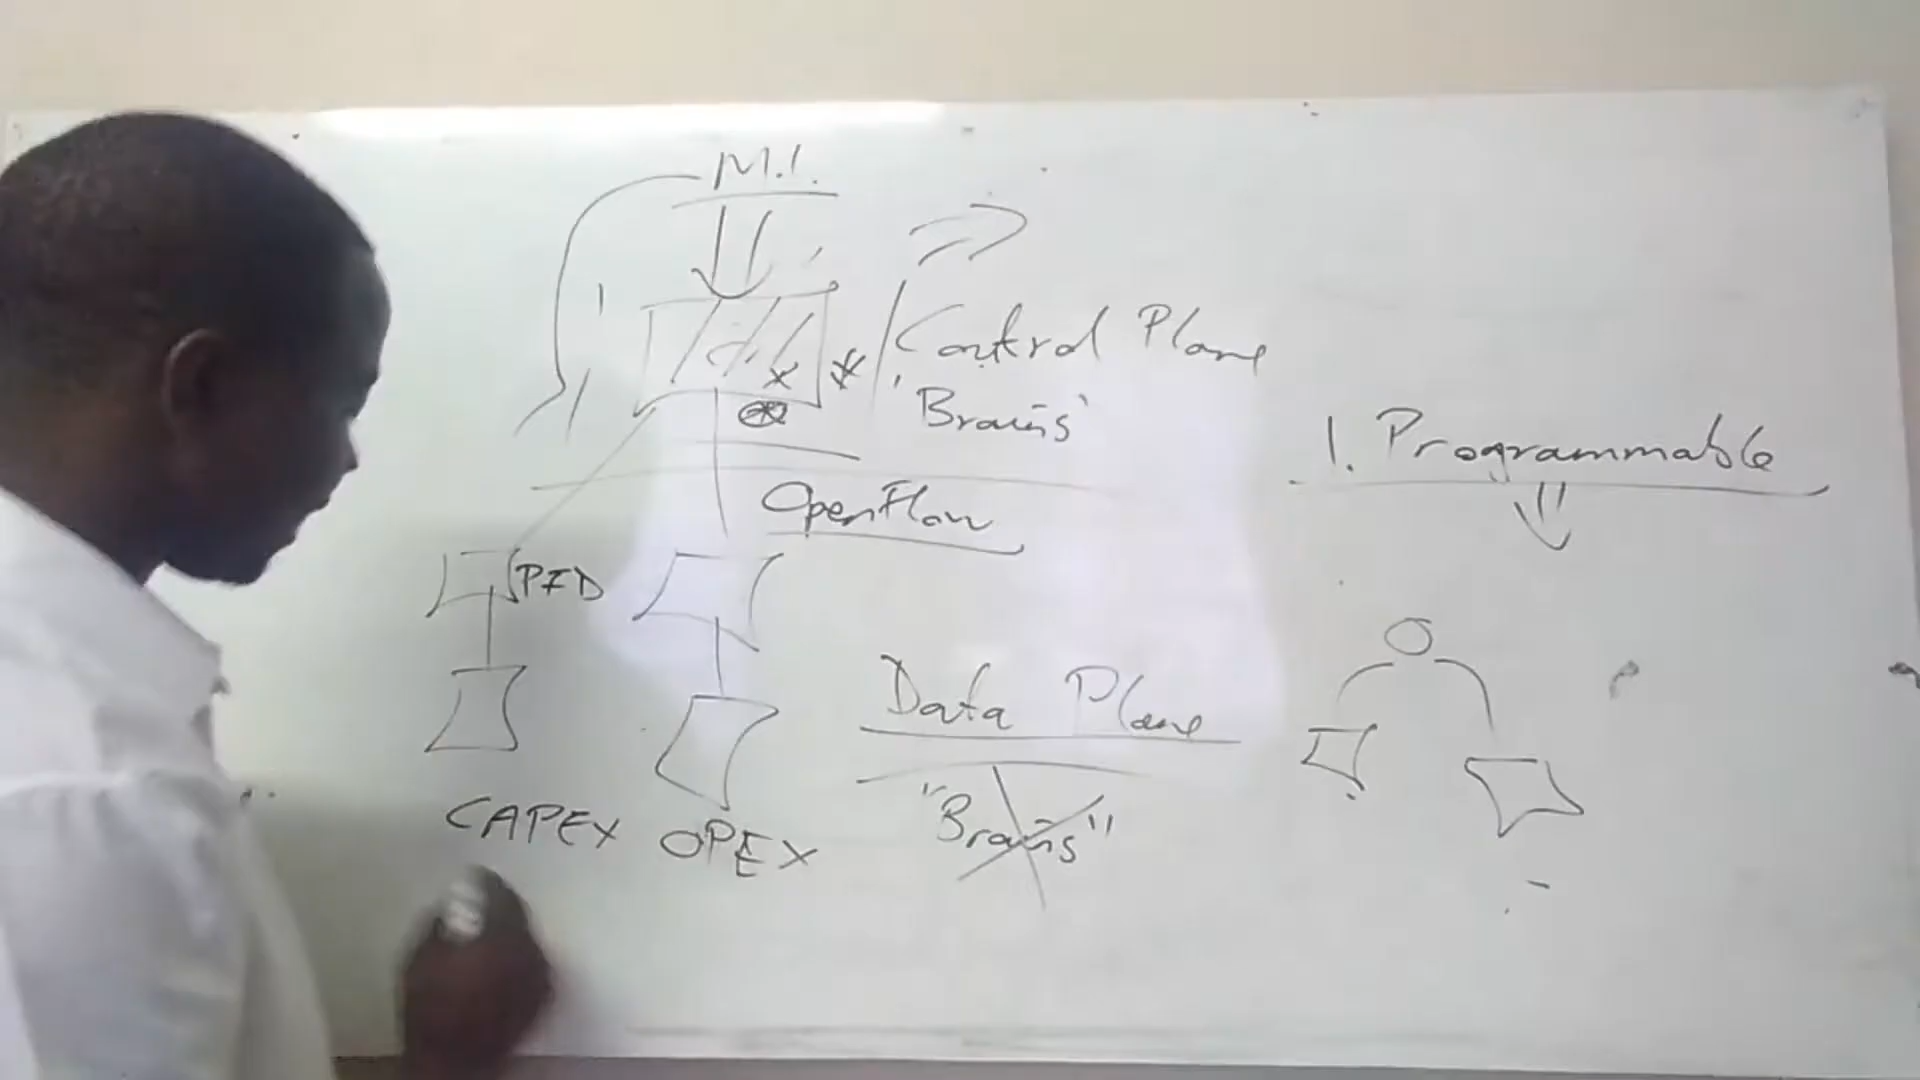 M.I.
Control Plane
'Brains'
OpenFlow
1. Programmable
PFD
Data Plane
"Brains"
CAPEX OPEX